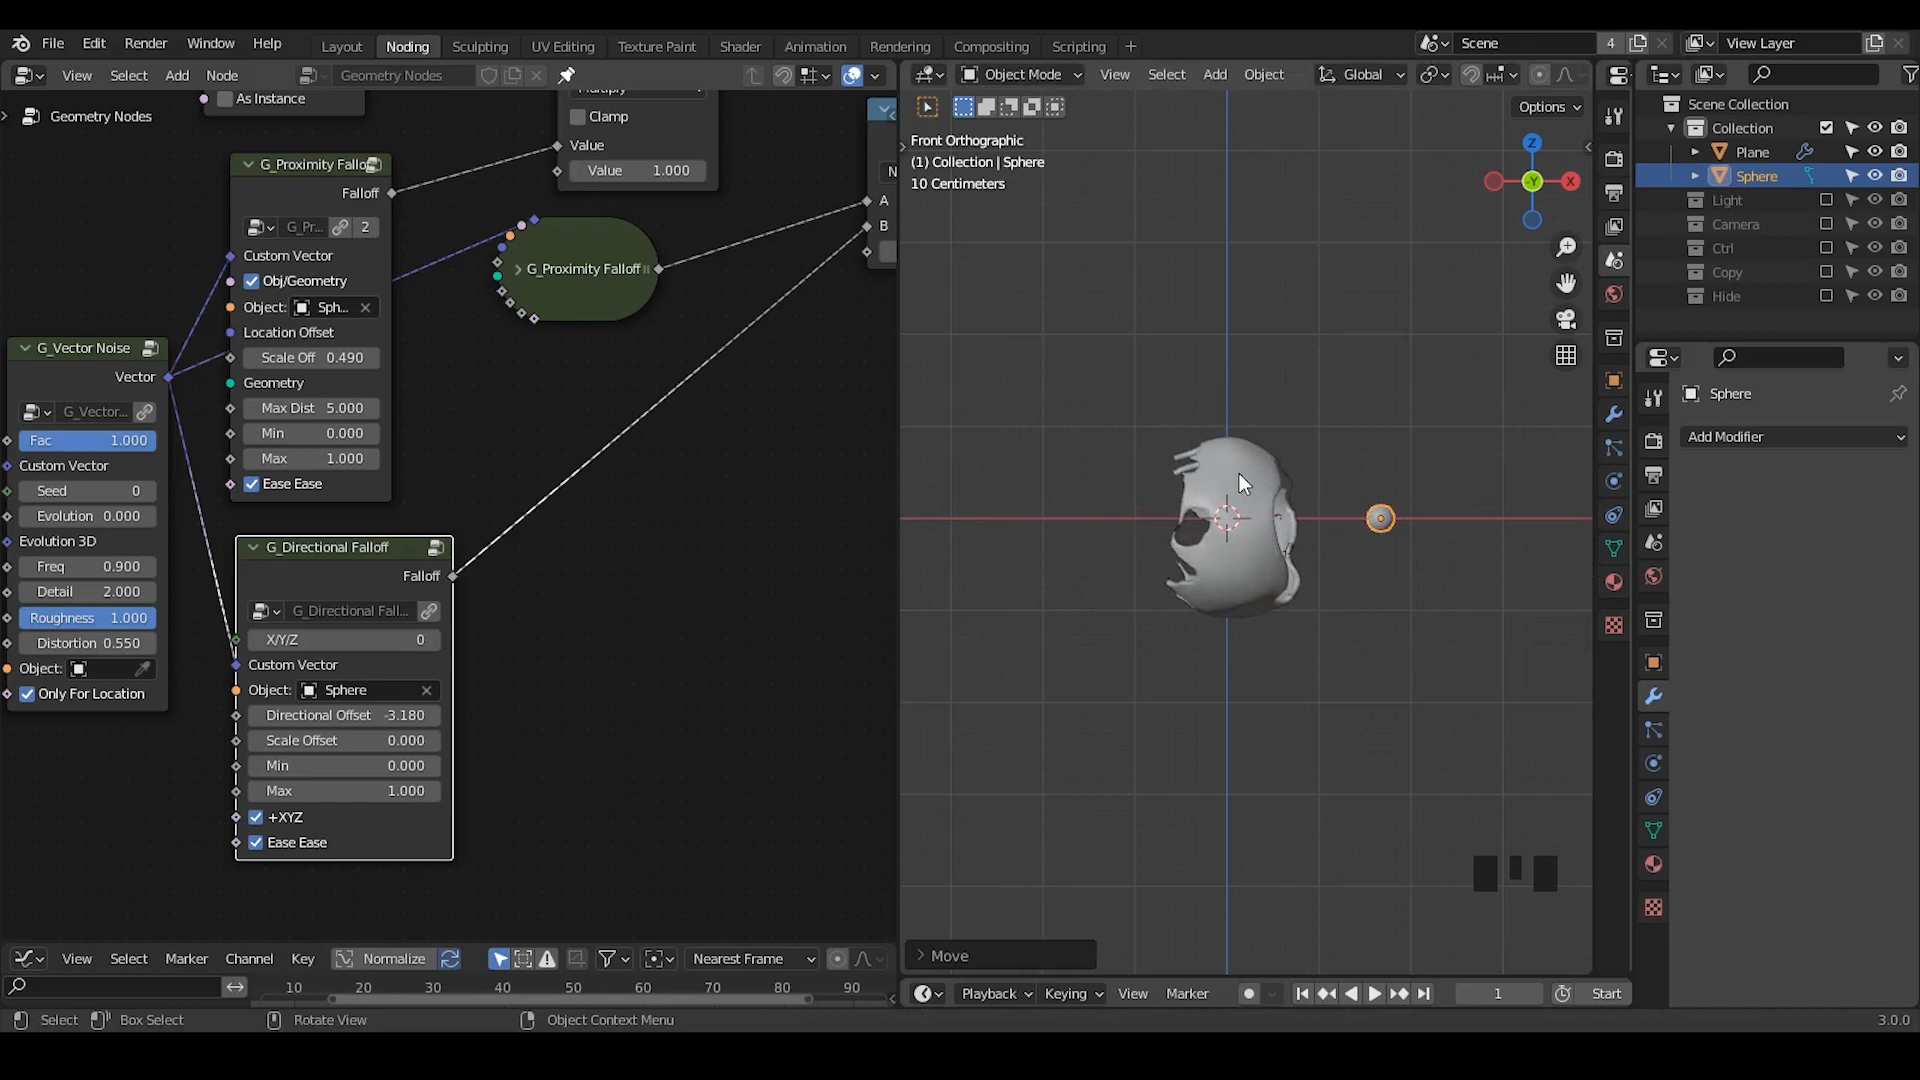 File Edit Render Window Help
Layout Noding Sculpting UV Editing Texture Paint Shader Animation Rendering Compositing Scripting +
Scene 4 View Layer
View Select Add Node Geometry Nodes
Object Mode View Select Add Object Global
Options
As Instance
Geometry Nodes
Clamp
Value
Value 1.000
G_Proximity Fallo
Falloff
G_Pr... 2
Custom Vector
Obj/Geometry
Object: Sph...
Location Offset
Scale Off 0.490
Geometry
Max Dist 5.000
Min 0.000
Max 1.000
Ease Ease
G_Proximity Falloff
N
A
B
G_Vector Noise
Vector
G_Vector...
Fac 1.000
Custom Vector
Seed 0
Evolution 0.000
Evolution 3D
Freq 0.900
Detail 2.000
Roughness 1.000
Distortion 0.550
Object:
Only For Location
G_Directional Falloff
Falloff
G_Directional Fall...
X/Y/Z 0
Custom Vector
Object: Sphere
Directional Offset -3.180
Scale Offset 0.000
Min 0.000
Max 1.000
+XYZ
Ease Ease
Front Orthographic
(1) Collection | Sphere
10 Centimeters
Z
-Y
X
Move
Scene Collection
Collection
Plane
Sphere
Light
Camera
Ctrl
Copy
Hide
Sphere
Add Modifier
View Select Marker Channel Key Normalize Nearest Frame
10 20 30 40 50 60 70 80 90
Playback Keying View Marker 1 Start
Select Box Select Rotate View Object Context Menu 3.0.0